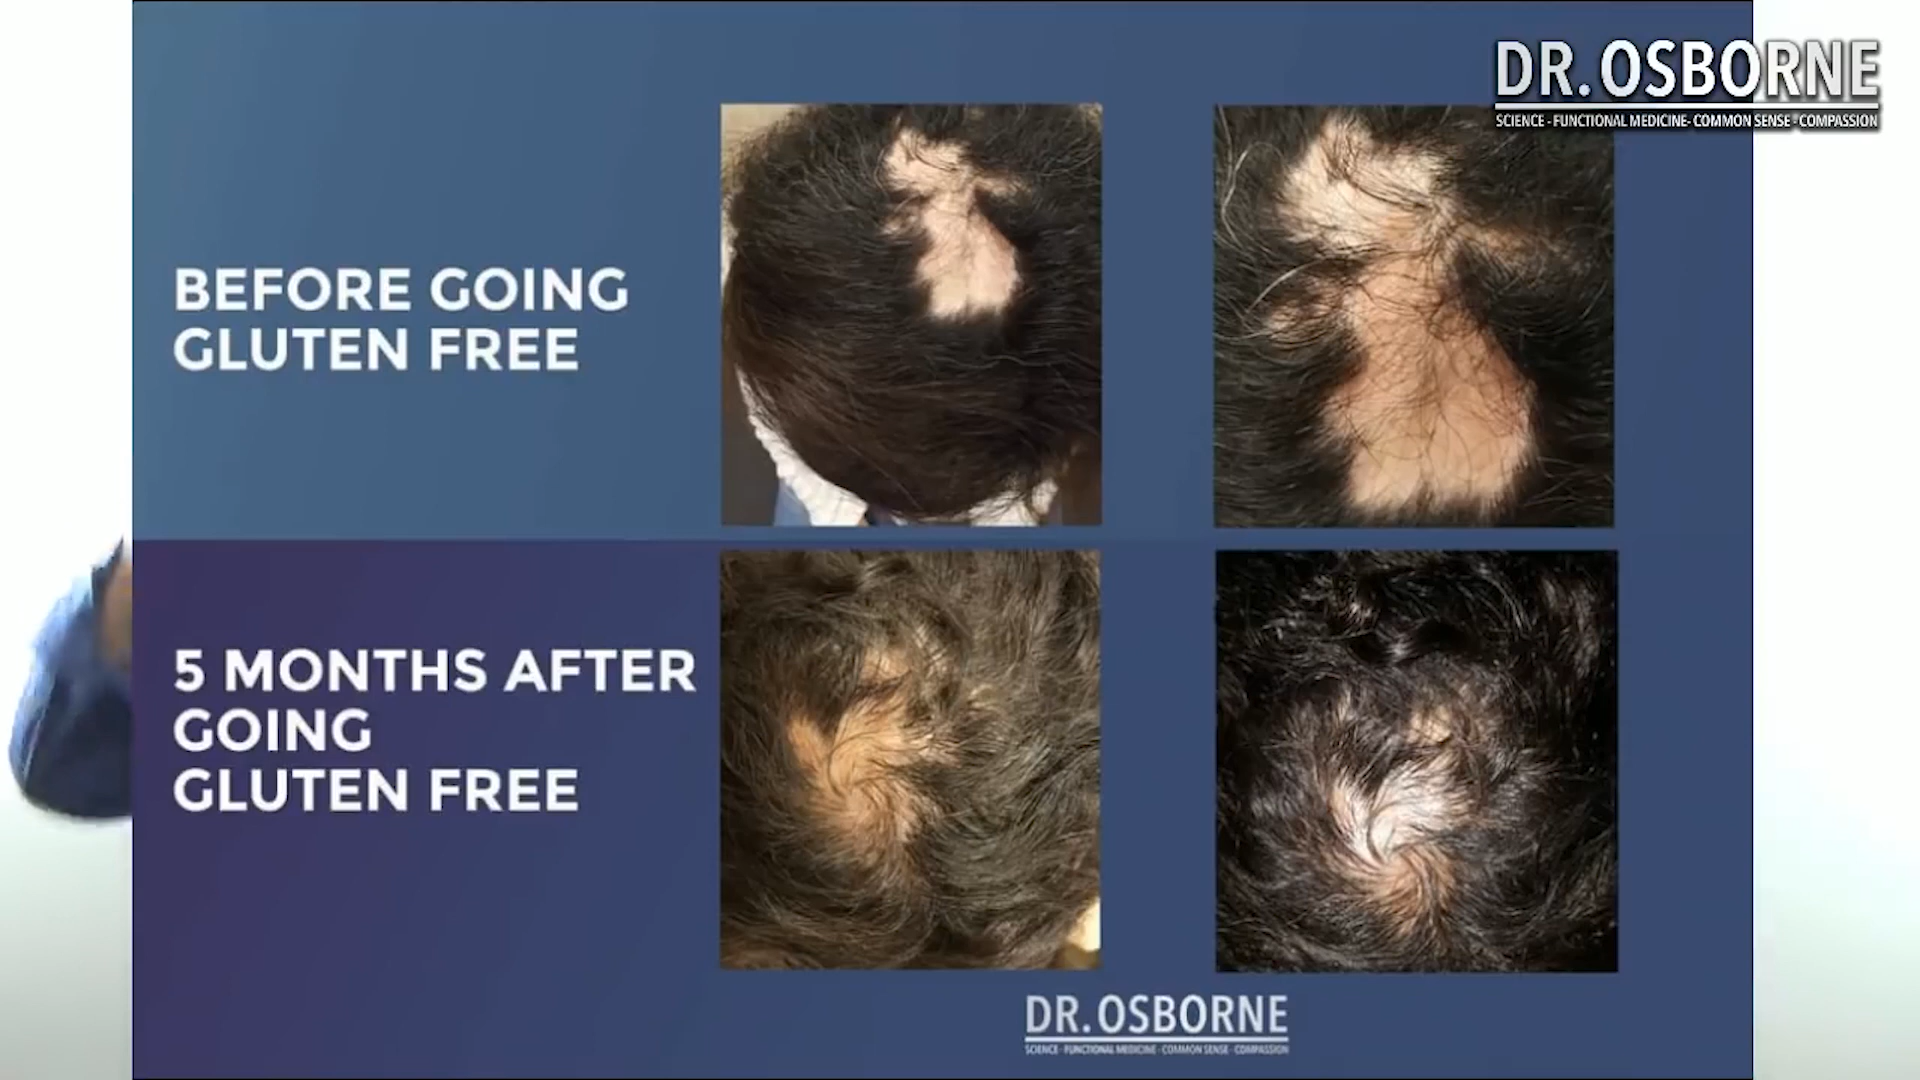 DR. OSBORNE
SCIENCE - FUNCTIONAL MEDICINE - COMMON SENSE - COMPASSION
BEFORE GOING
GLUTEN FREE
5 MONTHS AFTER
GOING
GLUTEN FREE
DR. OSBORNE
SCIENCE - FUNCTIONAL MEDICINE - COMMON SENSE - COMPASSION